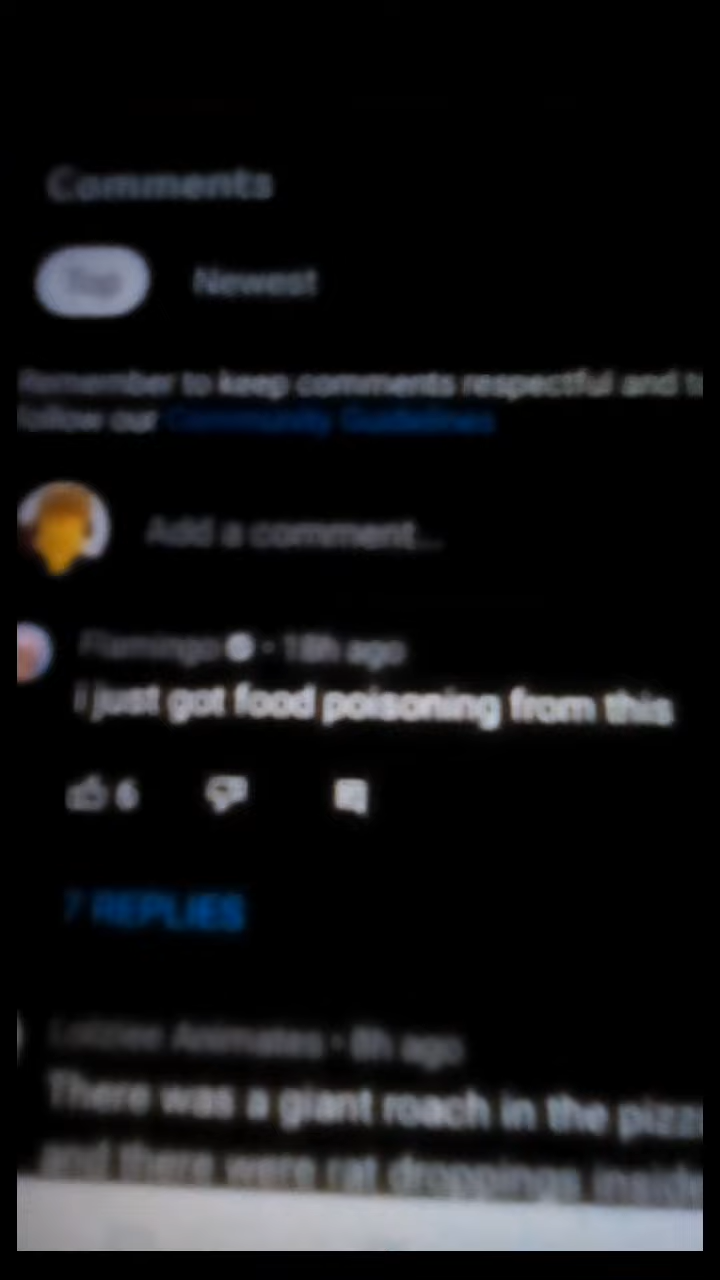 Comments
Top
Newest
Remember to keep comments respectful and to
follow our Community Guidelines
Add a comment...
Flamingo · 18h ago
i just got food poisoning from this
6
7 REPLIES
Animates · 8h ago
There was a giant roach in the pizz
and there were rat droppings inside